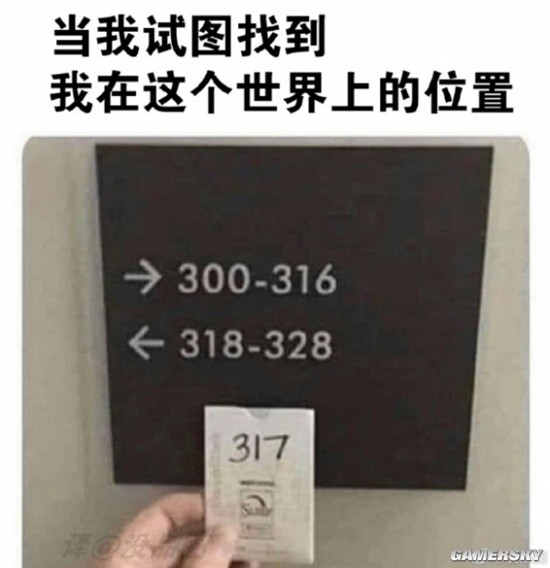 当我试图找到
我在这个世界上的位置
→ 300-316
← 318-328
317
GAMERSKY